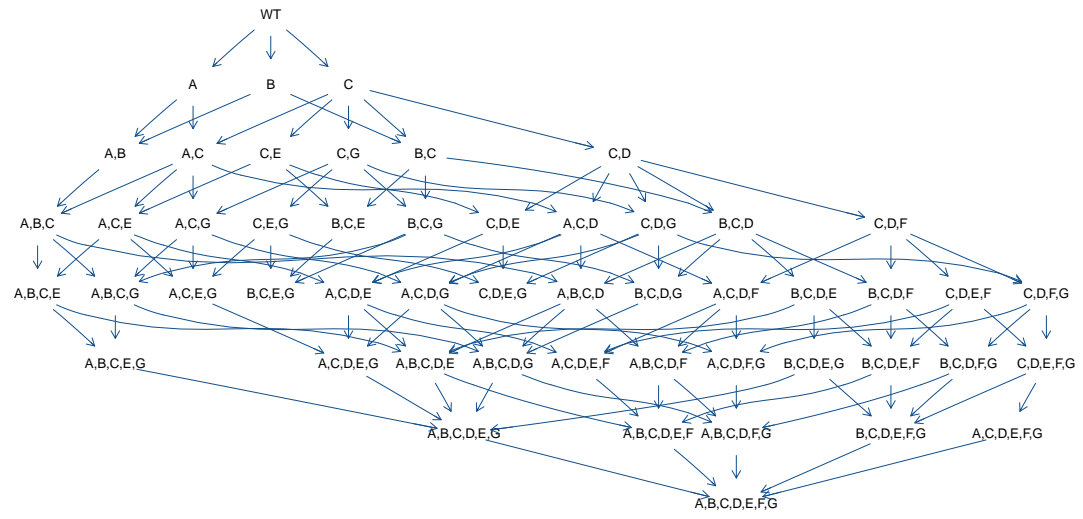 WT
A B C
A,B A,C C,E C,G B,C C,D
A,B,C A,C,E A,C,G C,E,G B,C,E B,C,G C,D,E A,C,D C,D,G B,C,D C,D,F
A,B,C,E A,B,C,G A,C,E,G B,C,E,G A,C,D,E A,C,D,G C,D,E,G A,B,C,D B,C,D,G A,C,D,F B,C,D,E B,C,D,F C,D,E,F C,D,F,G
A,B,C,E,G A,C,D,E,G A,B,C,D,E A,B,C,D,G A,C,D,E,F A,B,C,D,F A,C,D,F,G B,C,D,E,G B,C,D,E,F B,C,D,F,G C,D,E,F,G
A,B,C,D,E,G A,B,C,D,E,F A,B,C,D,F,G B,C,D,E,F,G A,C,D,E,F,G
A,B,C,D,E,F,G